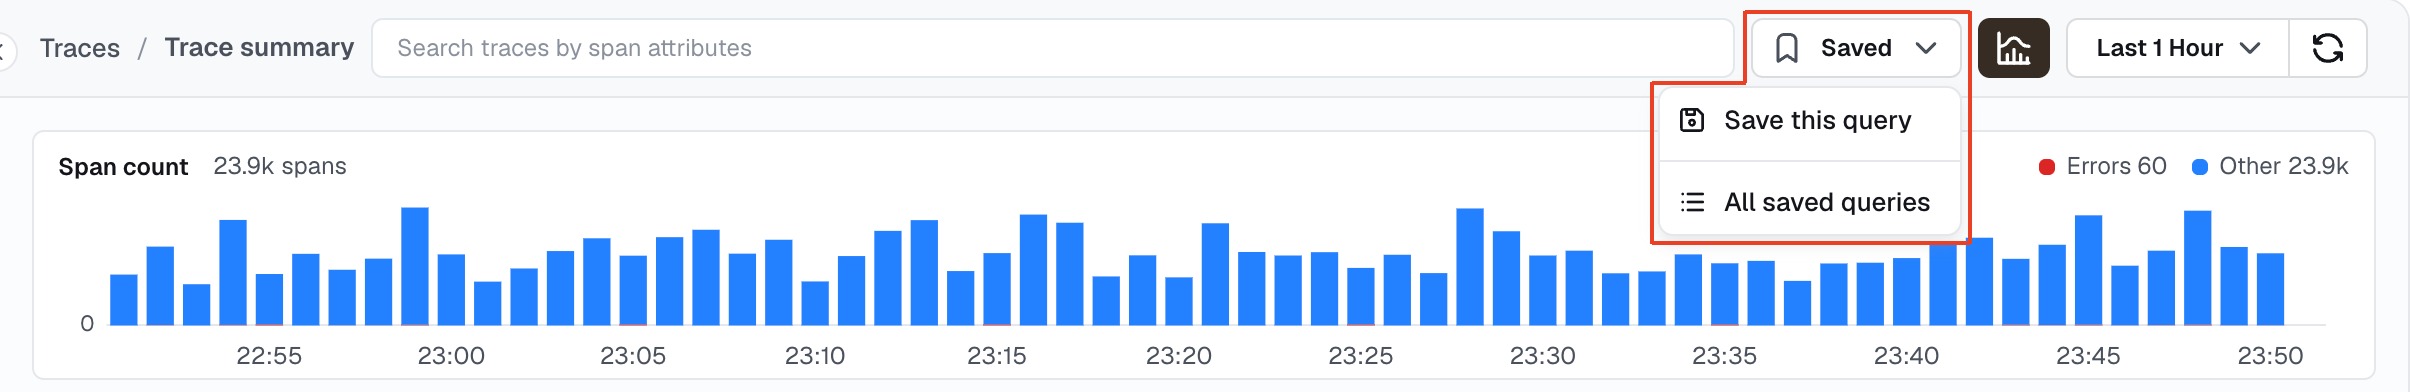 Traces / Trace summary
Search traces by span attributes
Saved
Last 1 Hour
Save this query
All saved queries
Span count 23.9k spans
Errors 60 Other 23.9k
0
22:55 23:00 23:05 23:10 23:15 23:20 23:25 23:30 23:35 23:40 23:45 23:50